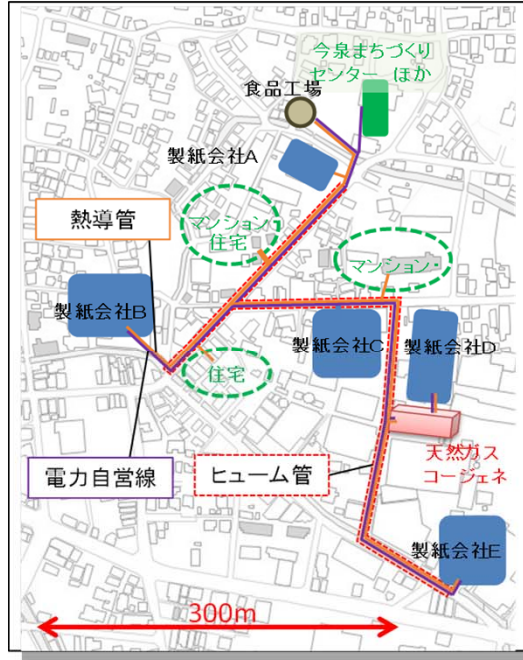 今泉まちづくり
センター ほか
食品工場
製紙会社A
熱導管
マンション・
住宅
マンション・
製紙会社B
製紙会社C
製紙会社D
住宅
天然ガス
コージェネ
電力自営線
ヒューム管
製紙会社E
300m